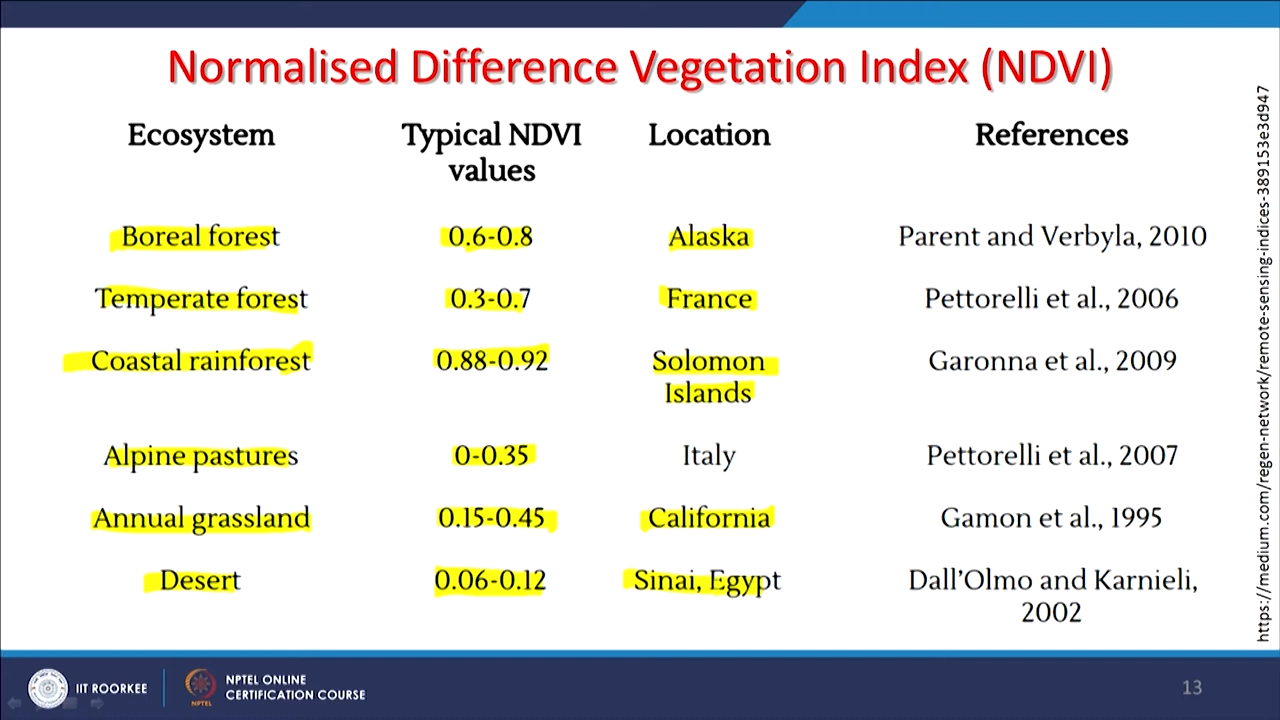 Normalised Difference Vegetation Index (NDVI)
Ecosystem Typical NDVI values Location References
Boreal forest 0.6-0.8 Alaska Parent and Verbyla, 2010
Temperate forest 0.3-0.7 France Pettorelli et al., 2006
Coastal rainforest 0.88-0.92 Solomon Islands Garonna et al., 2009
Alpine pastures 0-0.35 Italy Pettorelli et al., 2007
Annual grassland 0.15-0.45 California Gamon et al., 1995
Desert 0.06-0.12 Sinai, Egypt Dall'Olmo and Karnieli, 2002
https://medium.com/regen-network/remote-sensing-indices-389153e3d947
IIT ROORKEE
NPTEL
NPTEL ONLINE
CERTIFICATION COURSE
13